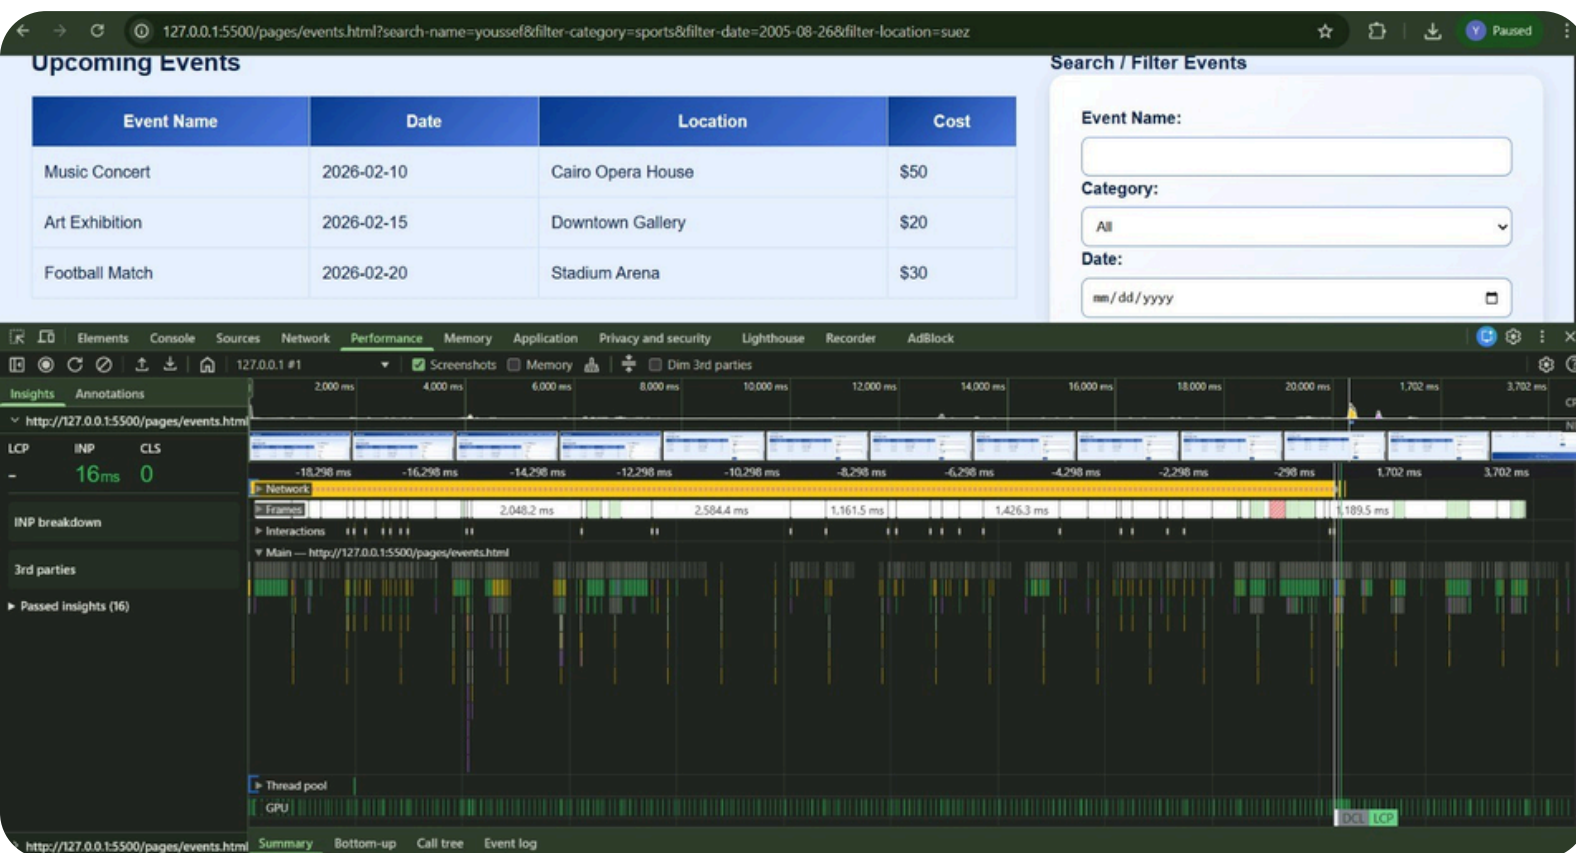 127.0.0.1:5500/pages/events.html?search-name=youssef&filter-category=sports&filter-date=2005-08-26&filter-location=suez
Y Paused
Upcoming Events
Event Name Date Location Cost
Music Concert 2026-02-10 Cairo Opera House $50
Art Exhibition 2026-02-15 Downtown Gallery $20
Football Match 2026-02-20 Stadium Arena $30
Search / Filter Events
Event Name:
Category:
All
Date:
mm/dd/yyyy
Elements Console Sources Network Performance Memory Application Privacy and security Lighthouse Recorder AdBlock
127.0.0.1 #1 Screenshots Memory Dim 3rd parties
Insights Annotations
http://127.0.0.1:5500/pages/events.html
LCP INP CLS
- 16ms 0
INP breakdown
3rd parties
Passed insights (16)
http://127.0.0.1:5500/pages/events.html
2,000 ms 4,000 ms 6,000 ms 8,000 ms 10,000 ms 12,000 ms 14,000 ms 16,000 ms 18,000 ms 20,000 ms 1,702 ms 3,702 ms
-18,298 ms -16,298 ms -14,298 ms -12,298 ms -10,298 ms -8,298 ms -6,298 ms -4,298 ms -2,298 ms -298 ms 1,702 ms 3,702 ms
Network
Frames 2,048.2 ms 2,584.4 ms 1,161.5 ms 1,426.3 ms 1,189.5 ms
Interactions
Main — http://127.0.0.1:5500/pages/events.html
Thread pool
GPU
DCL LCP
Summary Bottom-up Call tree Event log